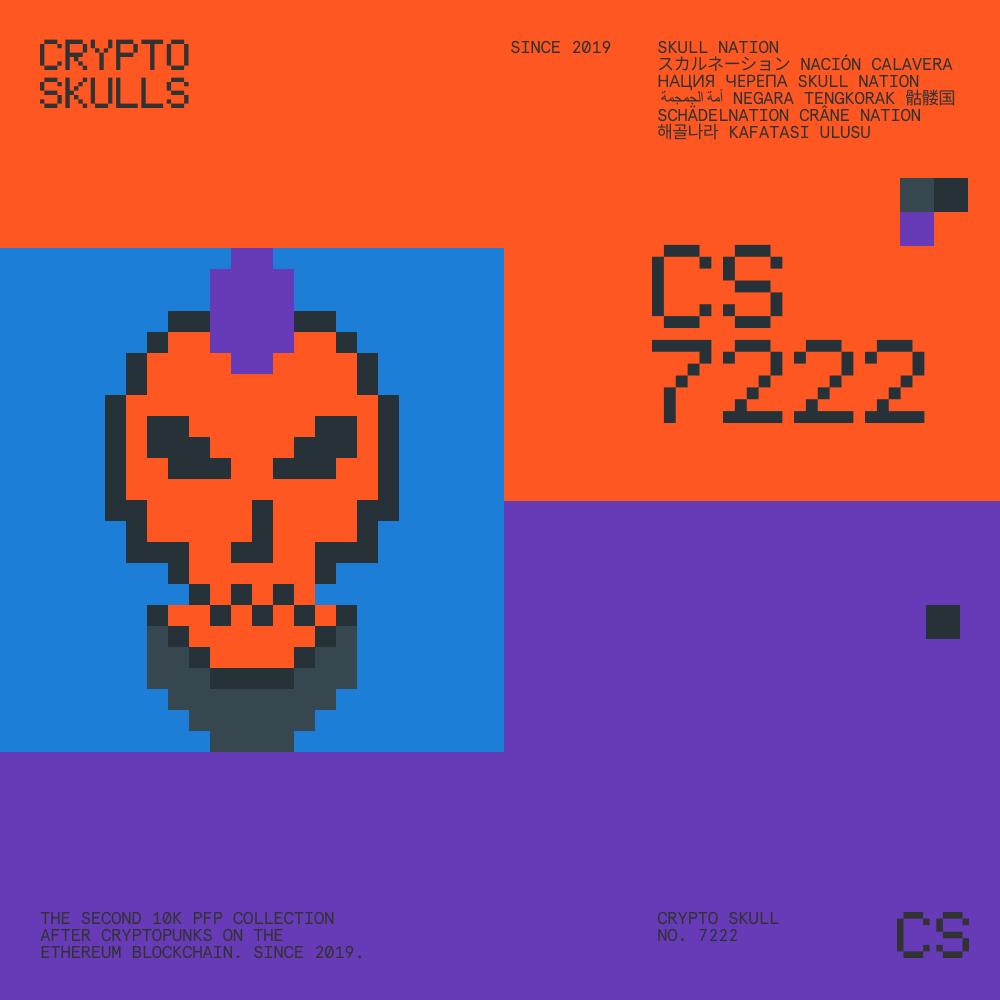 CRYPTO
SKULLS
SINCE 2019
SKULL NATION
スカルネーション NACIÓN CALAVERA
НАЦИЯ ЧЕРЕПА SKULL NATION
أمة الجمجمة NEGARA TENGKORAK 骷髅国
SCHÄDELNATION CRÂNE NATION
해골나라 KAFATASI ULUSU
CS
7222
THE SECOND 10K PFP COLLECTION
AFTER CRYPTOPUNKS ON THE
ETHEREUM BLOCKCHAIN. SINCE 2019.
CRYPTO SKULL
NO. 7222
CS